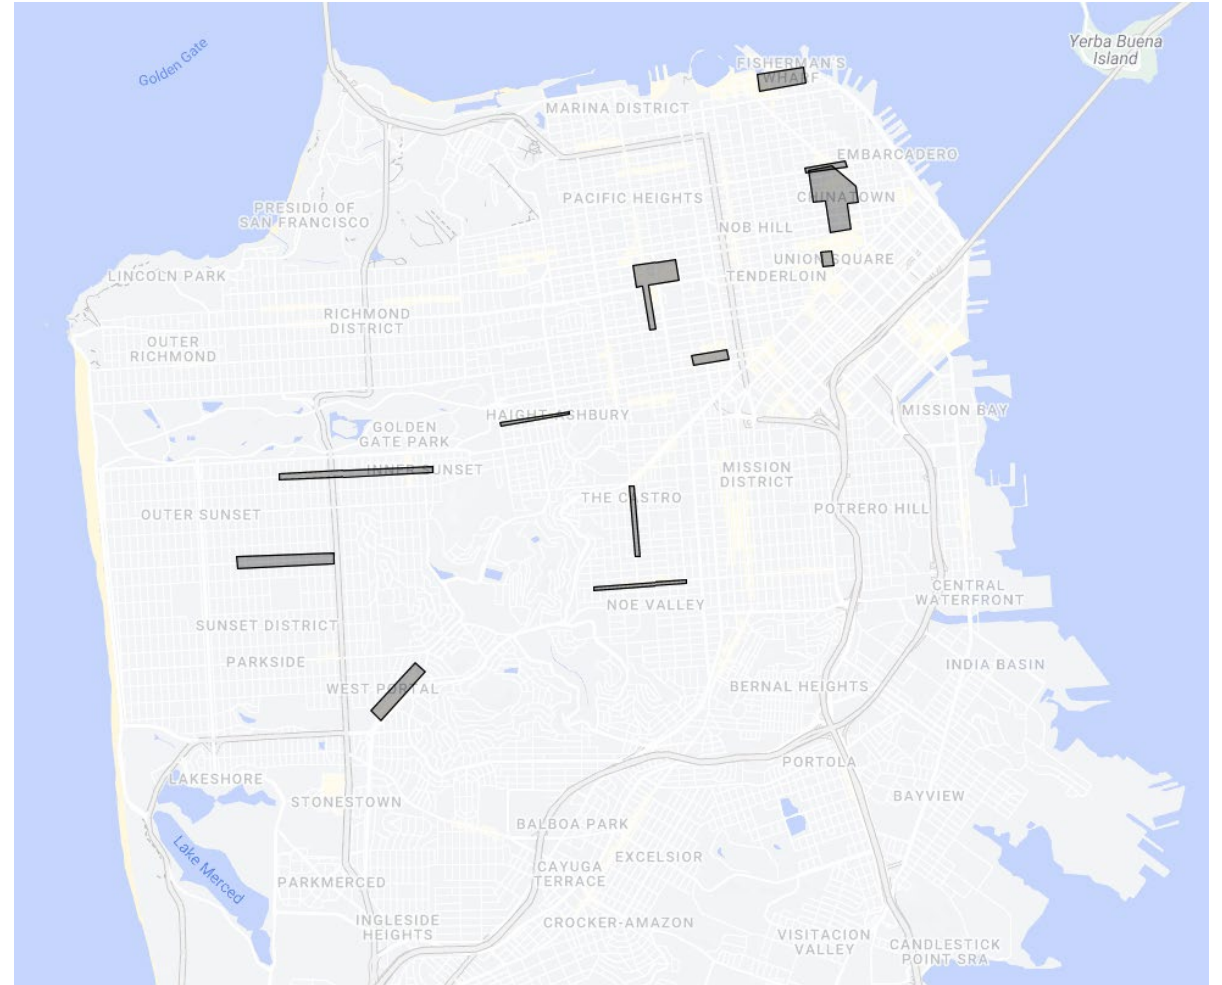 Golden Gate
Yerba Buena
Island
FISHERMAN'S
WHARF
MARINA DISTRICT
EMBARCADERO
PACIFIC HEIGHTS
CHINATOWN
PRESIDIO OF
SAN FRANCISCO
NOB HILL
UNION SQUARE
TENDERLOIN
LINCOLN PARK
RICHMOND
DISTRICT
OUTER
RICHMOND
HAIGHT-ASHBURY
MISSION BAY
GOLDEN
GATE PARK
INNER SUNSET
MISSION
DISTRICT
THE CASTRO
OUTER SUNSET
POTRERO HILL
CENTRAL
WATERFRONT
NOE VALLEY
SUNSET DISTRICT
PARKSIDE
INDIA BASIN
WEST PORTAL
BERNAL HEIGHTS
PORTOLA
LAKESHORE
BAYVIEW
STONESTOWN
BALBOA PARK
EXCELSIOR
Lake Merced
CAYUGA
TERRACE
PARKMERCED
INGLESIDE
HEIGHTS
CROCKER-AMAZON
VISITACION
VALLEY
CANDLESTICK
POINT SRA